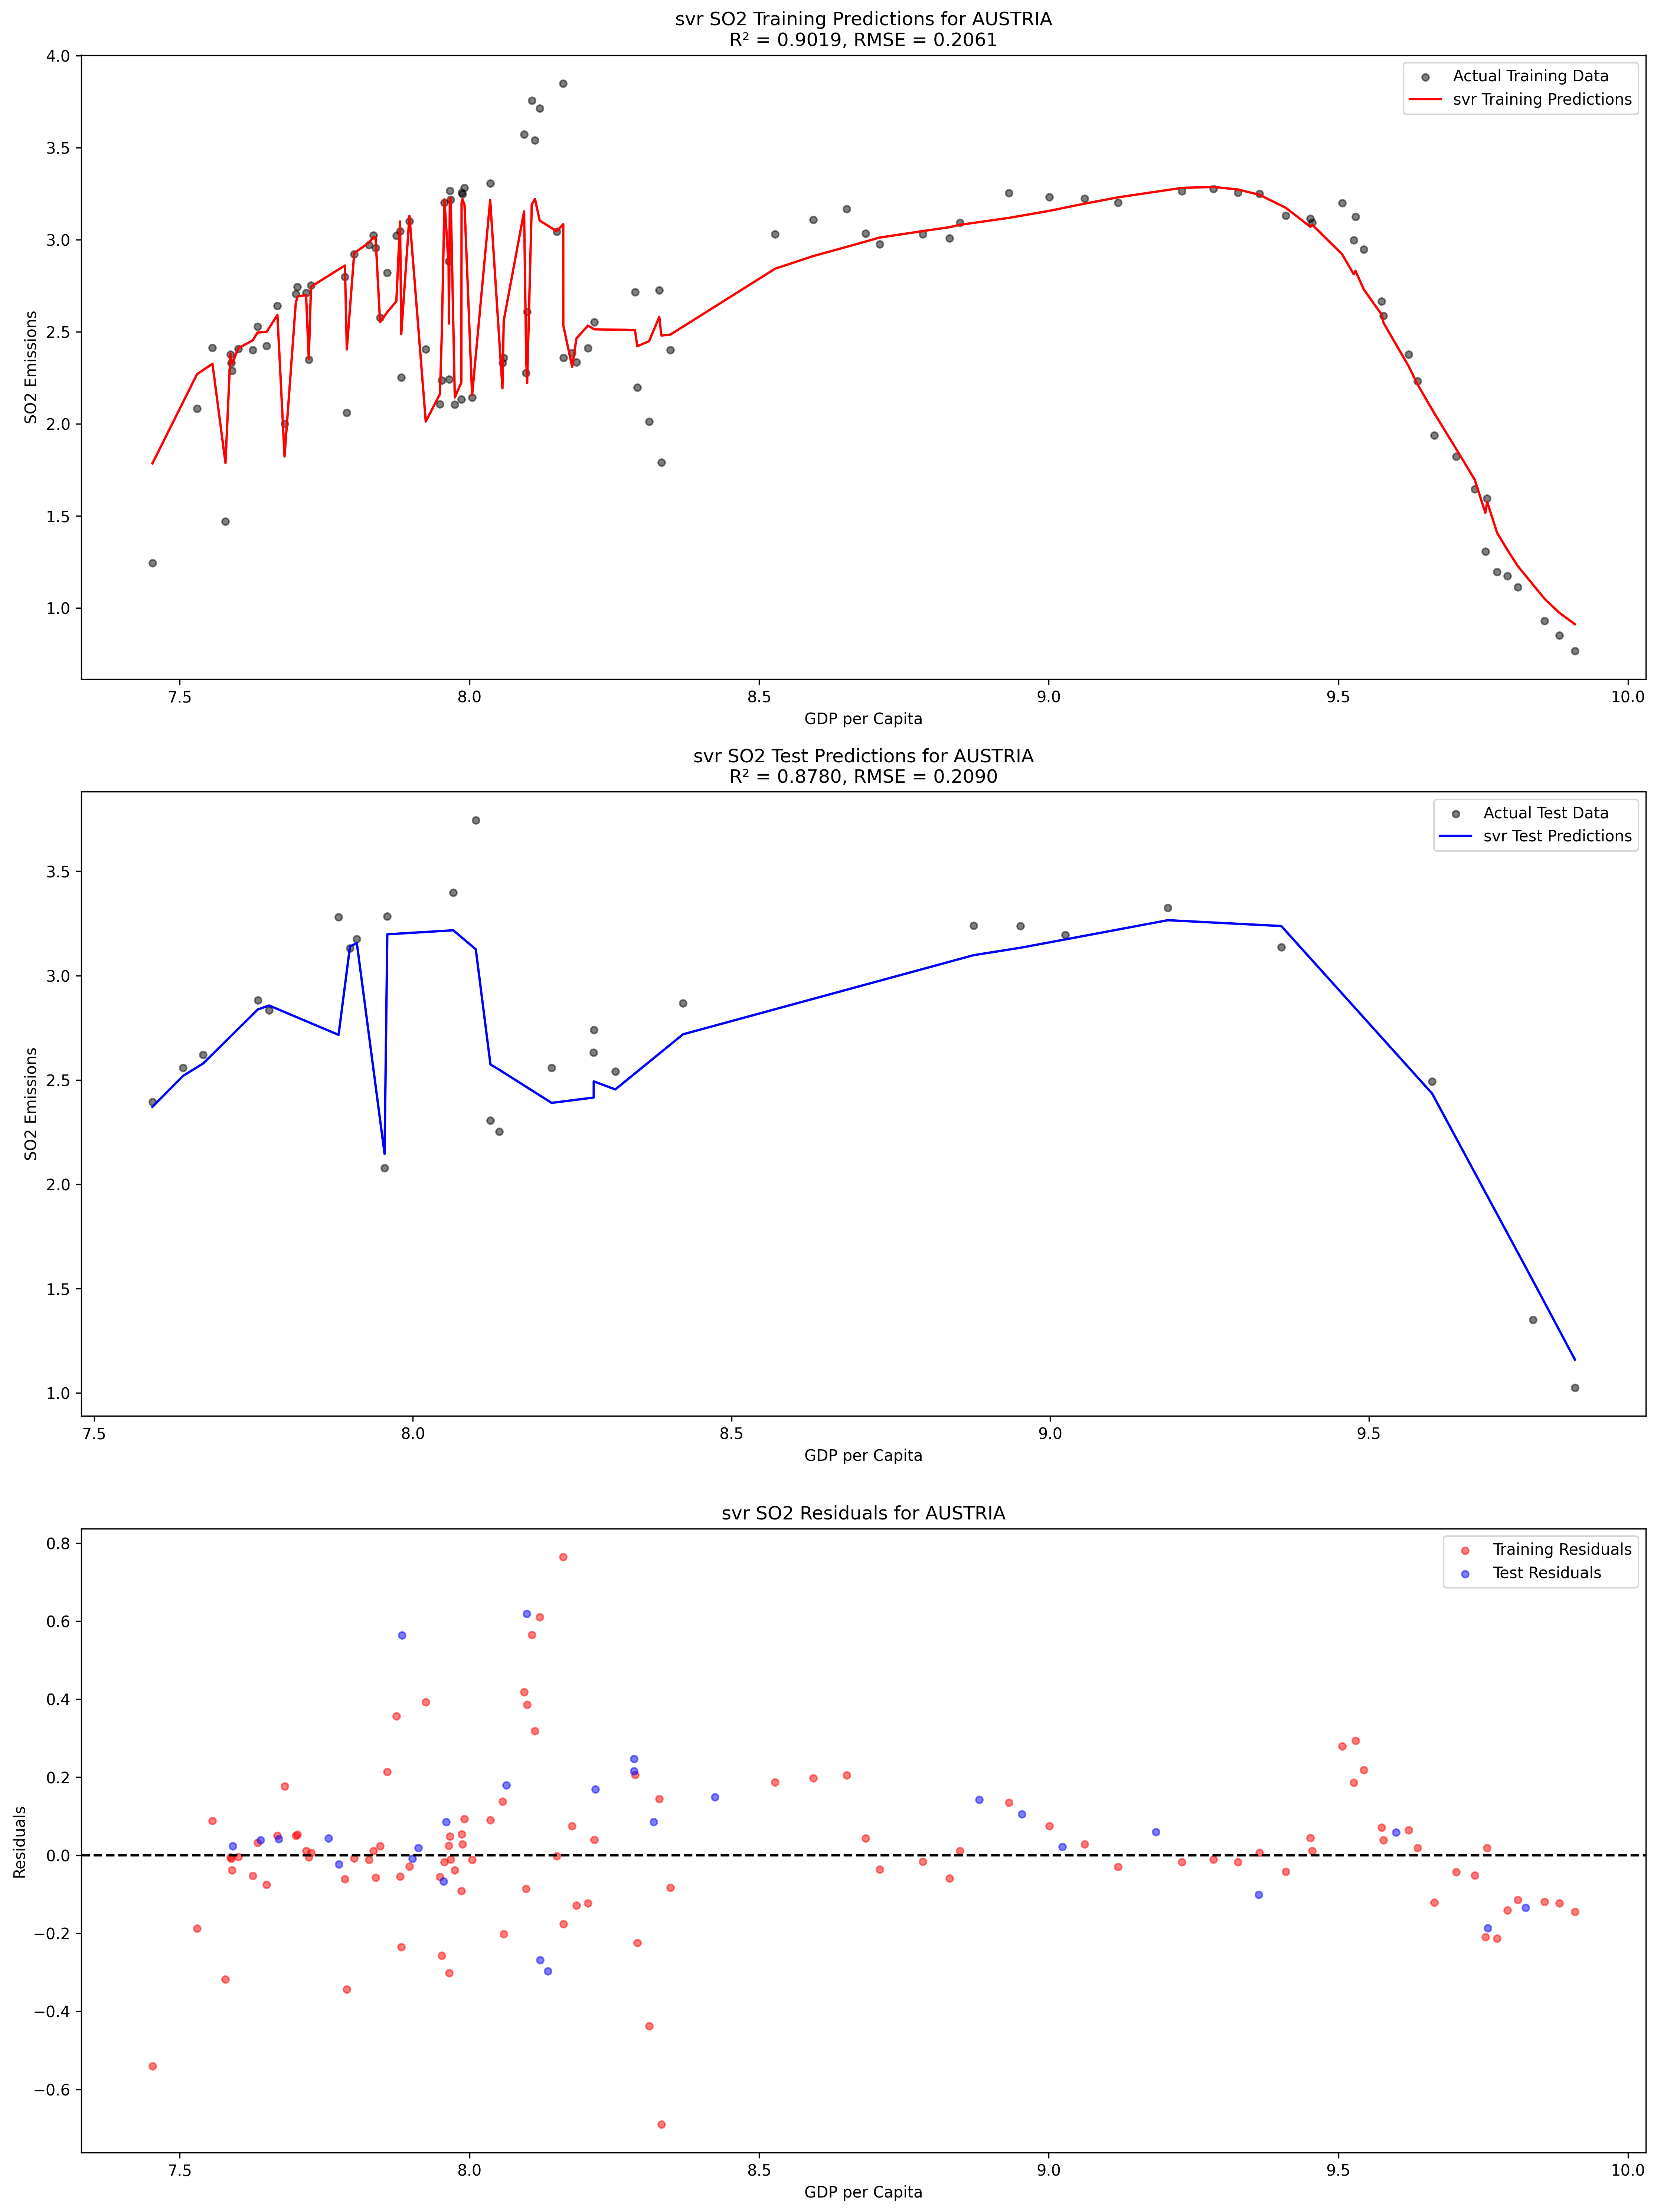 svr SO2 Training Predictions for AUSTRIA
R² = 0.9019, RMSE = 0.2061
Actual Training Data
svr Training Predictions
4.0
3.5
3.0
2.5
2.0
1.5
1.0
SO2 Emissions
7.5
8.0
8.5
9.0
9.5
10.0
GDP per Capita
svr SO2 Test Predictions for AUSTRIA
R² = 0.8780, RMSE = 0.2090
Actual Test Data
svr Test Predictions
3.5
3.0
2.5
2.0
1.5
1.0
SO2 Emissions
7.5
8.0
8.5
9.0
9.5
GDP per Capita
svr SO2 Residuals for AUSTRIA
Training Residuals
Test Residuals
0.8
0.6
0.4
0.2
0.0
−0.2
−0.4
−0.6
Residuals
7.5
8.0
8.5
9.0
9.5
10.0
GDP per Capita